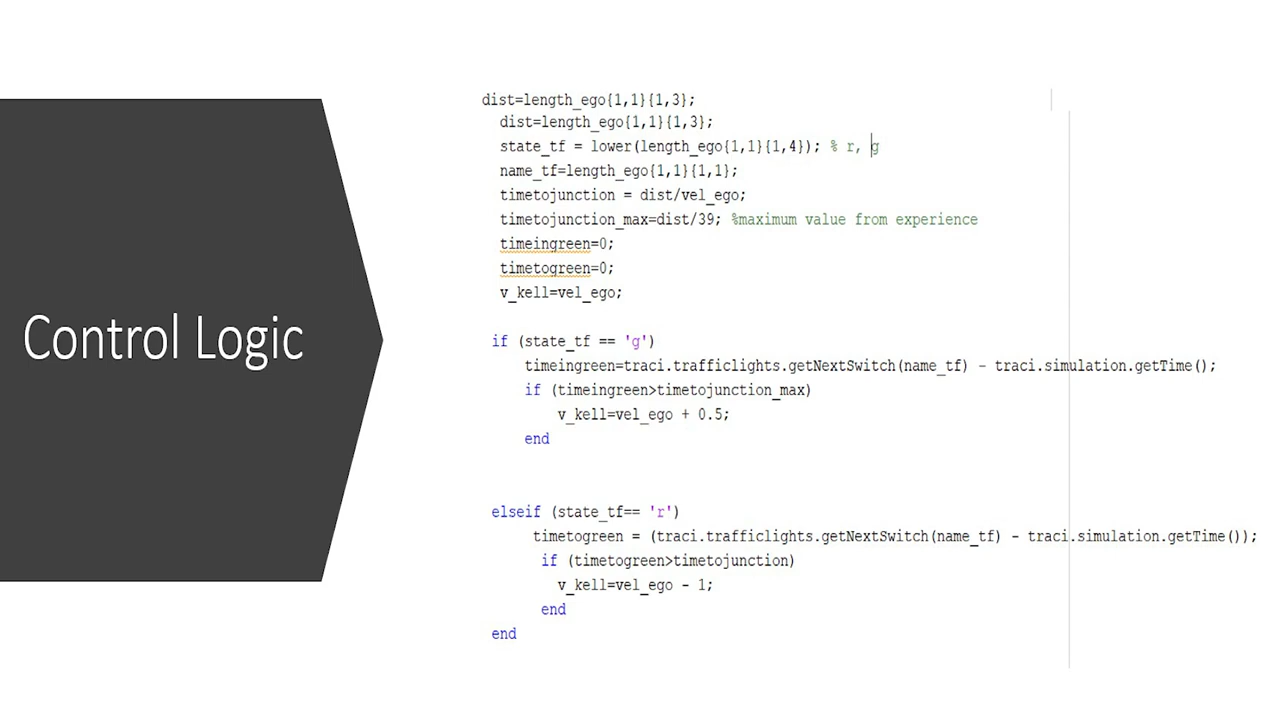 Control Logic
dist=length_ego{1,1}{1,3};
dist=length_ego{1,1}{1,3};
state_tf = lower(length_ego{1,1}{1,4}); % r, g
name_tf=length_ego{1,1}{1,1};
timetojunction = dist/vel_ego;
timetojunction_max=dist/39; %maximum value from experience
timeingreen=0;
timetogreen=0;
v_kell=vel_ego;
if (state_tf == 'g')
timeingreen=traci.trafficlights.getNextSwitch(name_tf) - traci.simulation.getTime();
if (timeingreen>timetojunction_max)
v_kell=vel_ego + 0.5;
end
elseif (state_tf== 'r')
timetogreen = (traci.trafficlights.getNextSwitch(name_tf) - traci.simulation.getTime());
if (timetogreen>timetojunction)
v_kell=vel_ego - 1;
end
end